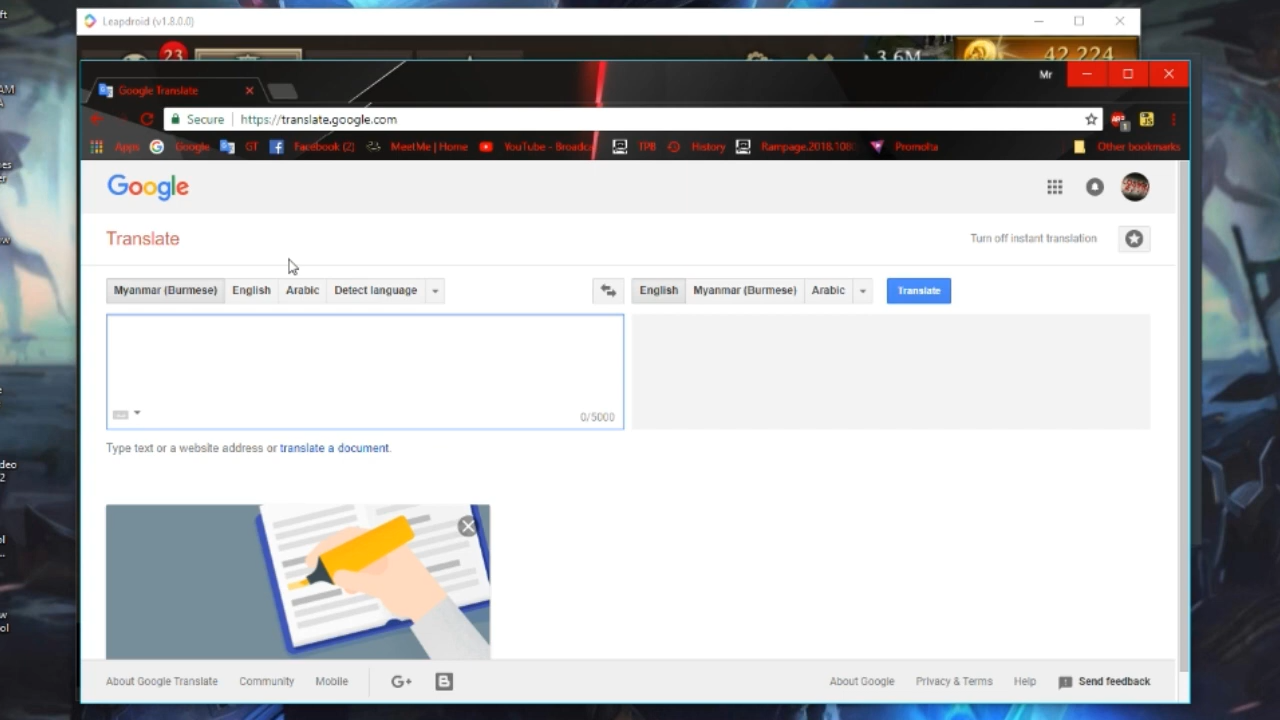 Leapdroid (v1.8.0.0)
23
3.6M
42,224
Mr
Google Translate
Secure
https://translate.google.com
Apps
Google
GT
Facebook (2)
MeetMe | Home
YouTube - Broadca
TPB
History
Rampage.2018.108
Promolta
Other bookmarks
Google
Translate
Turn off instant translation
Myanmar (Burmese)
English
Arabic
Detect language
English
Myanmar (Burmese)
Arabic
Translate
0/5000
Type text or a website address or translate a document.
About Google Translate
Community
Mobile
G+
About Google
Privacy & Terms
Help
Send feedback